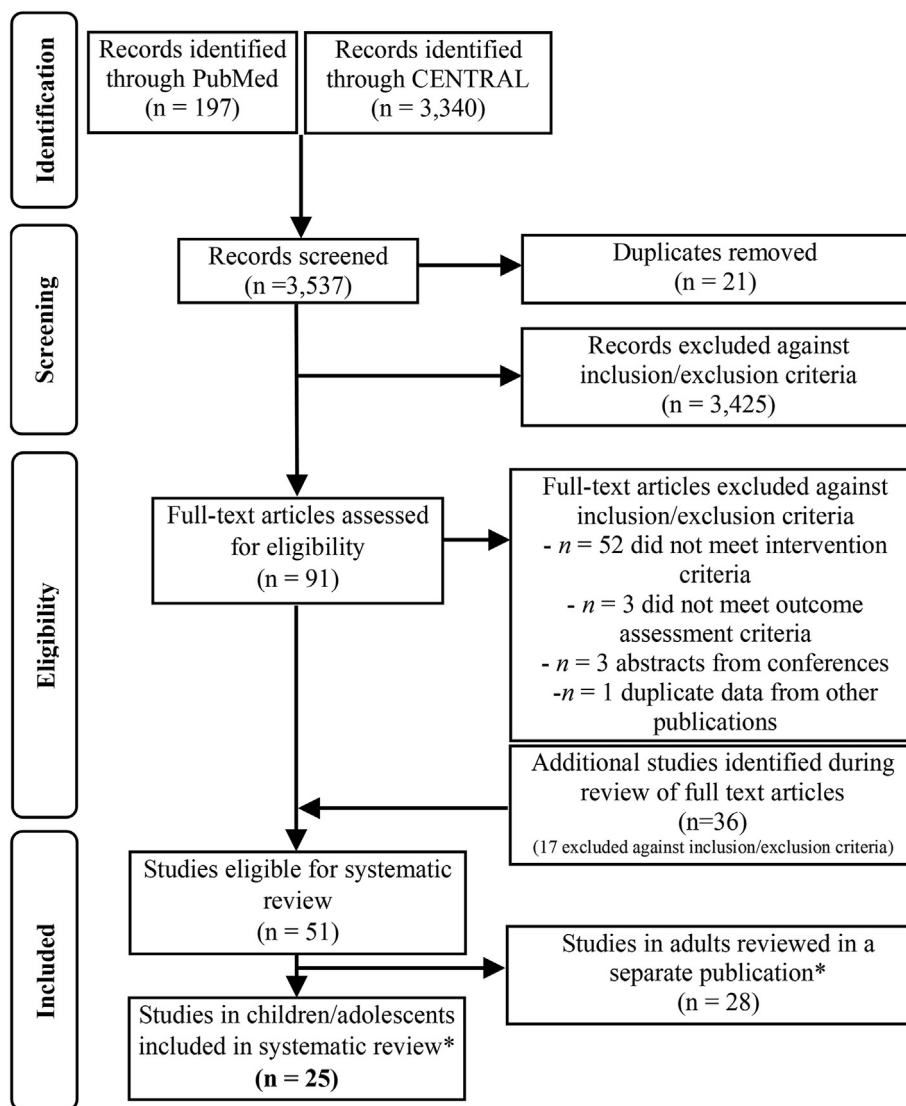 Identification
Records identified
through PubMed
(n = 197)
Records identified
through CENTRAL
(n = 3,340)
Screening
Records screened
(n =3,537)
Duplicates removed
(n = 21)
Records excluded against
inclusion/exclusion criteria
(n = 3,425)
Eligibility
Full-text articles assessed
for eligibility
(n = 91)
Full-text articles excluded against
inclusion/exclusion criteria
- n = 52 did not meet intervention
criteria
- n = 3 did not meet outcome
assessment criteria
- n = 3 abstracts from conferences
-n = 1 duplicate data from other
publications
Additional studies identified during
review of full text articles
(n=36)
(17 excluded against inclusion/exclusion criteria)
Included
Studies eligible for systematic
review
(n = 51)
Studies in adults reviewed in a
separate publication*
(n = 28)
Studies in children/adolescents
included in systematic review*
(n = 25)